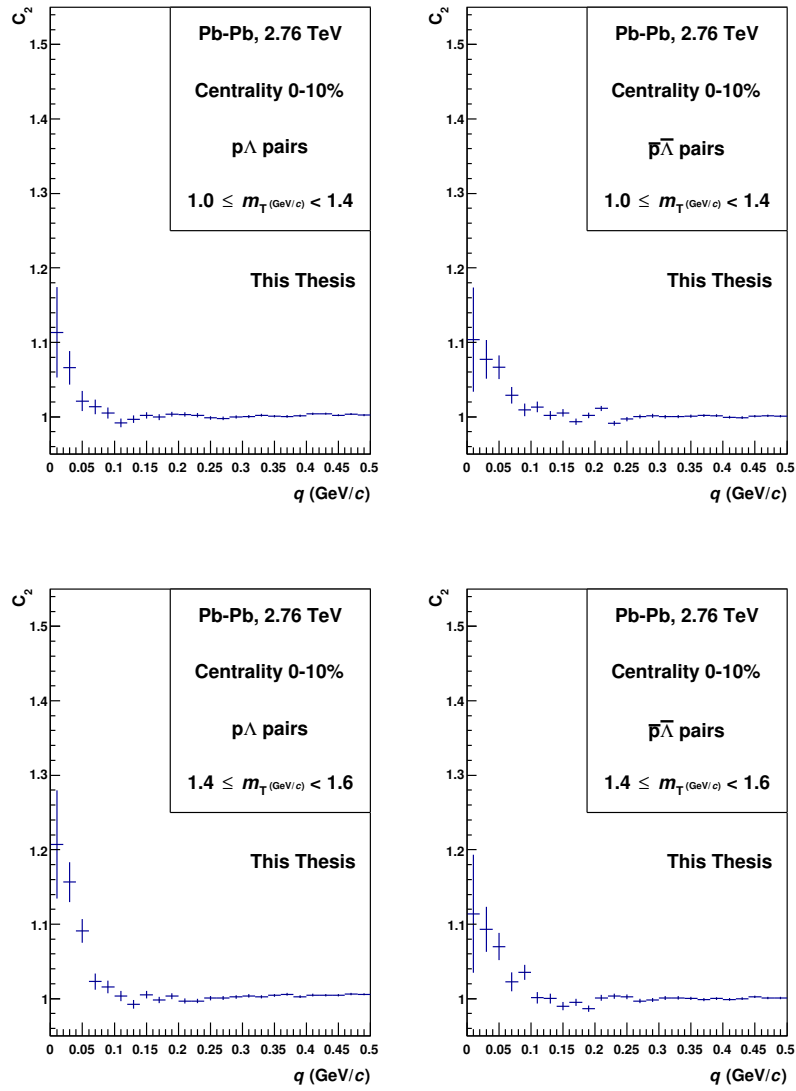 C₂
1.5
1.4
1.3
1.2
1.1
1
0 0.05 0.1 0.15 0.2 0.25 0.3 0.35 0.4 0.45 0.5
q (GeV/c)
Pb-Pb, 2.76 TeV
Centrality 0-10%
pΛ pairs
1.0 ≤ m_T (GeV/c) < 1.4
This Thesis
C₂
1.5
1.4
1.3
1.2
1.1
1
0 0.05 0.1 0.15 0.2 0.25 0.3 0.35 0.4 0.45 0.5
q (GeV/c)
Pb-Pb, 2.76 TeV
Centrality 0-10%
p̅Λ̅ pairs
1.0 ≤ m_T (GeV/c) < 1.4
This Thesis
C₂
1.5
1.4
1.3
1.2
1.1
1
0 0.05 0.1 0.15 0.2 0.25 0.3 0.35 0.4 0.45 0.5
q (GeV/c)
Pb-Pb, 2.76 TeV
Centrality 0-10%
pΛ pairs
1.4 ≤ m_T (GeV/c) < 1.6
This Thesis
C₂
1.5
1.4
1.3
1.2
1.1
1
0 0.05 0.1 0.15 0.2 0.25 0.3 0.35 0.4 0.45 0.5
q (GeV/c)
Pb-Pb, 2.76 TeV
Centrality 0-10%
p̅Λ̅ pairs
1.4 ≤ m_T (GeV/c) < 1.6
This Thesis